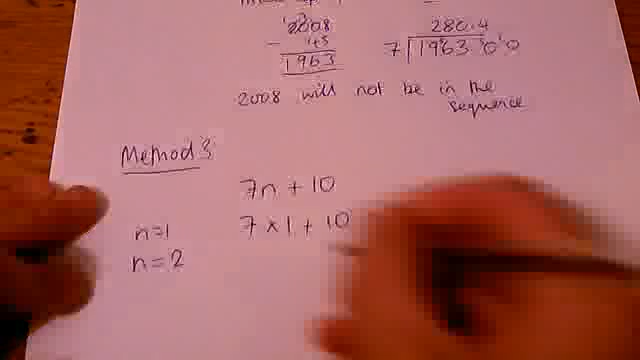 2008
- 45
1963
280.4
7 | 1963.00
2008 will not be in the
sequence
Method 3
7n + 10
n=1 7 × 1 + 10
n = 2